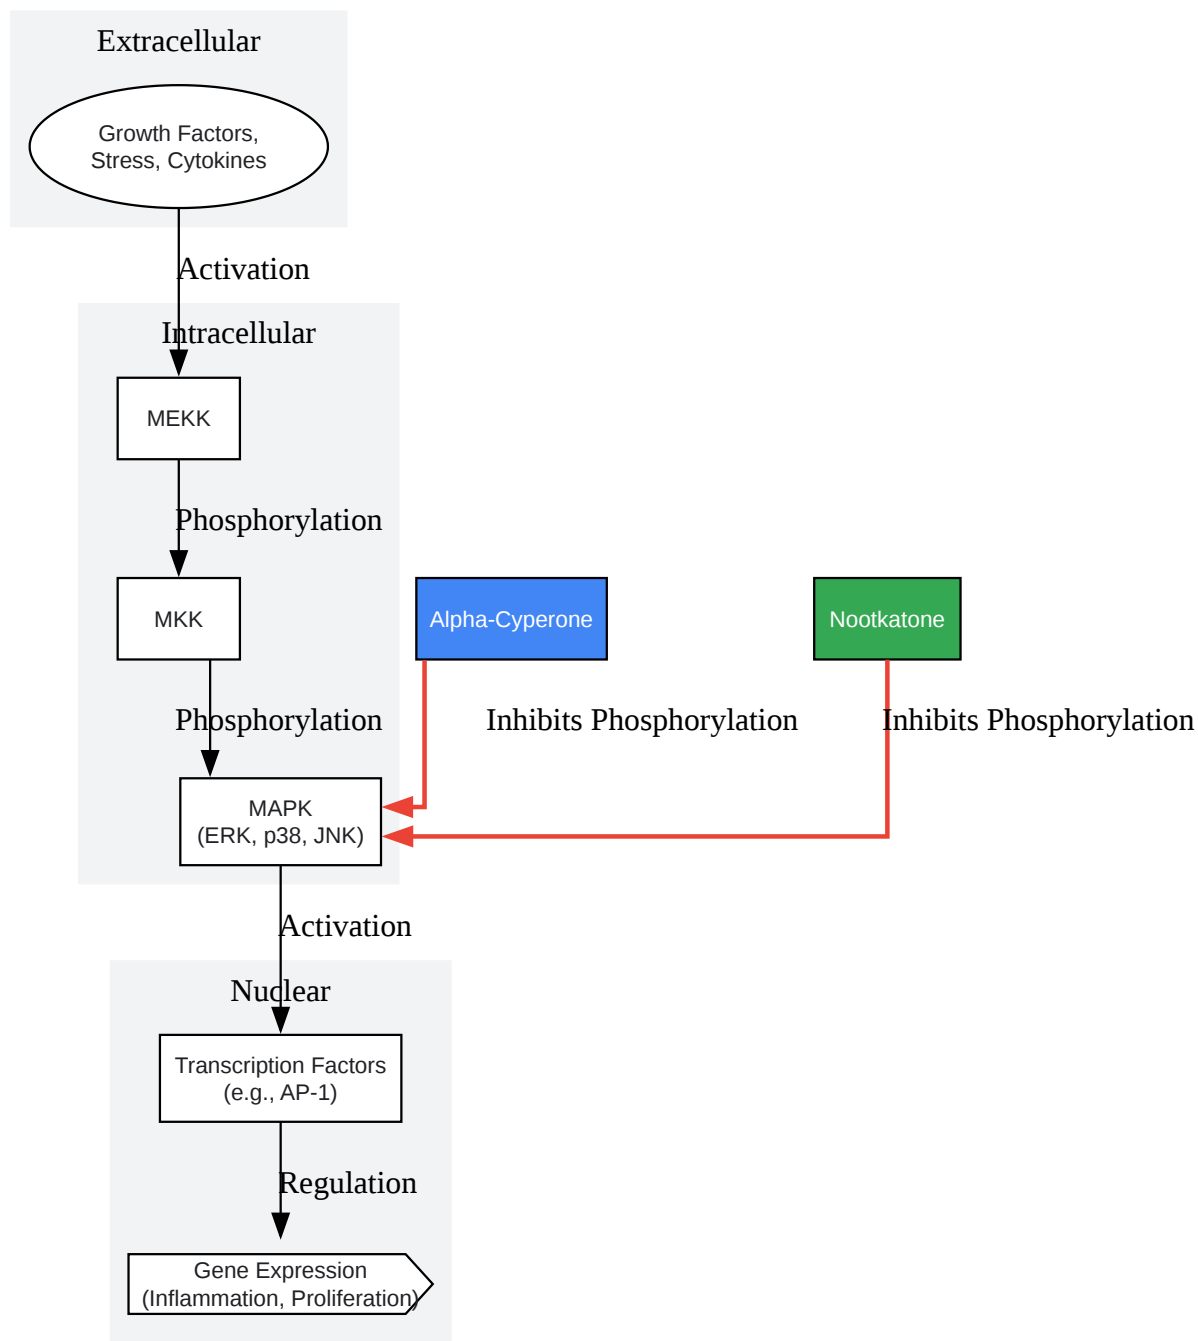 Extracellular
Growth Factors,
Stress, Cytokines
Activation
Intracellular
MEKK
Phosphorylation
MKK
Alpha-Cyperone
Nootkatone
Phosphorylation
Inhibits Phosphorylation
Inhibits Phosphorylation
MAPK
(ERK, p38, JNK)
Activation
Nuclear
Transcription Factors
(e.g., AP-1)
Regulation
Gene Expression
(Inflammation, Proliferation)